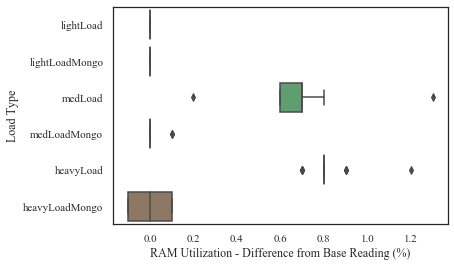 lightLoad
lightLoadMongo
medLoad
medLoadMongo
heavyLoad
heavyLoadMongo
Load Type
0.0 0.2 0.4 0.6 0.8 1.0 1.2
RAM Utilization - Difference from Base Reading (%)